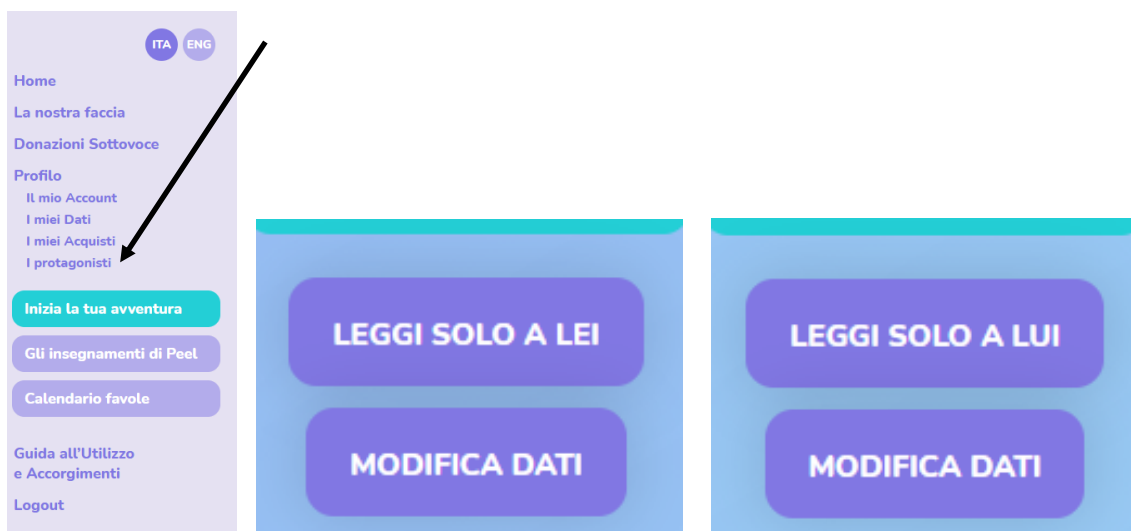 ITA ENG
Home
La nostra faccia
Donazioni Sottovoce
Profilo
Il mio Account
I miei Dati
I miei Acquisti
I protagonisti
Inizia la tua avventura
Gli insegnamenti di Peel
Calendario favole
Guida all'Utilizzo
e Accorgimenti
Logout
LEGGI SOLO A LEI
MODIFICA DATI
LEGGI SOLO A LUI
MODIFICA DATI